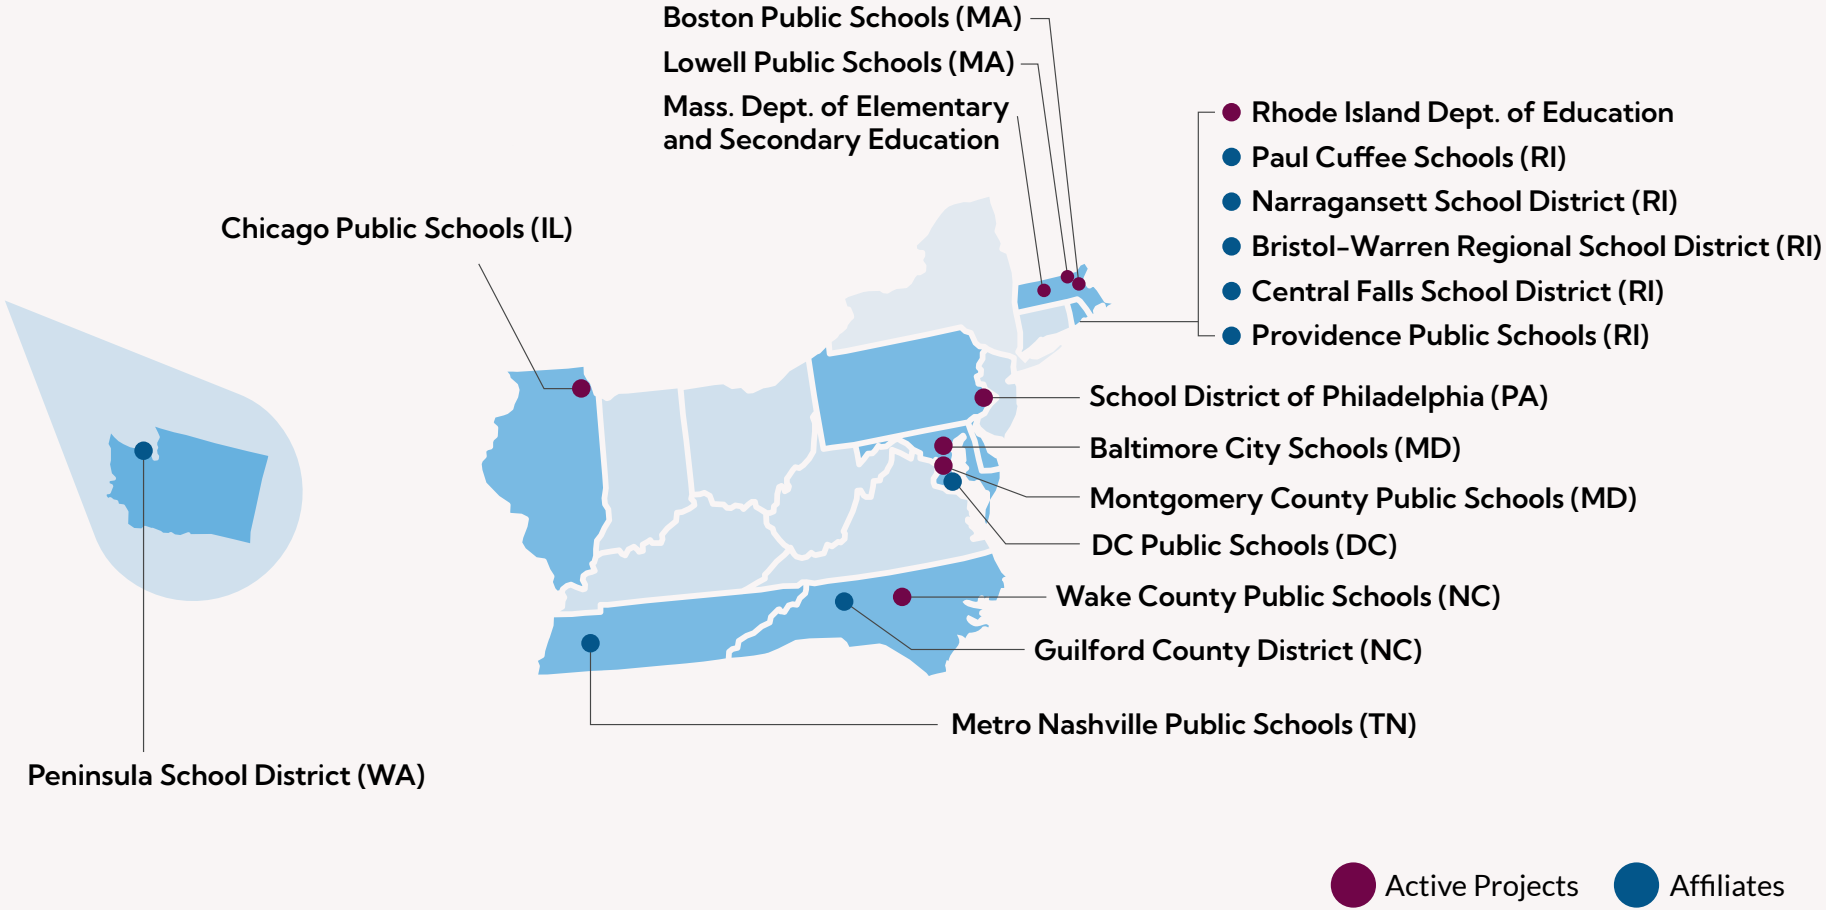 Boston Public Schools (MA)
Lowell Public Schools (MA)
Mass. Dept. of Elementary
and Secondary Education
Rhode Island Dept. of Education
Paul Cuffee Schools (RI)
Narragansett School District (RI)
Bristol-Warren Regional School District (RI)
Central Falls School District (RI)
Providence Public Schools (RI)
Chicago Public Schools (IL)
School District of Philadelphia (PA)
Baltimore City Schools (MD)
Montgomery County Public Schools (MD)
DC Public Schools (DC)
Wake County Public Schools (NC)
Guilford County District (NC)
Metro Nashville Public Schools (TN)
Peninsula School District (WA)
Active Projects
Affiliates